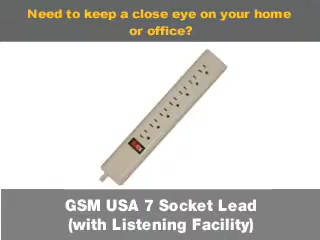 Need to keep a close eye on your home
or office?
GSM USA 7 Socket Lead
(with Listening Facility)